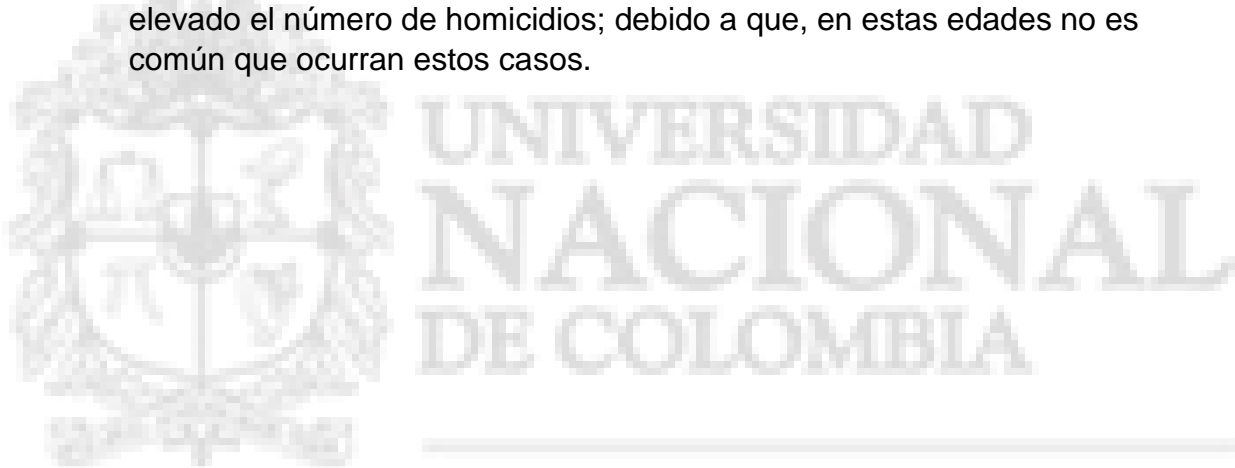 elevado el número de homicidios; debido a que, en estas edades no es
común que ocurran estos casos.
UNIVERSIDAD
NACIONAL
DE COLOMBIA